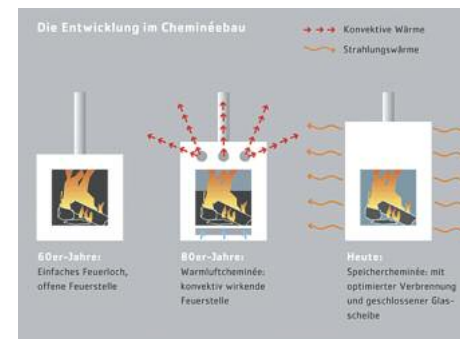 Die Entwicklung im Cheminéebau
Konvektive Wärme
Strahlungswärme
60er-Jahre:
Einfaches Feuerloch,
offene Feuerstelle
80er-Jahre:
Warmluftcheminée:
konvektiv wirkende
Feuerstelle
Heute:
Speichercheminée: mit
optimierter Verbrennung
und geschlossener Glas-
scheibe